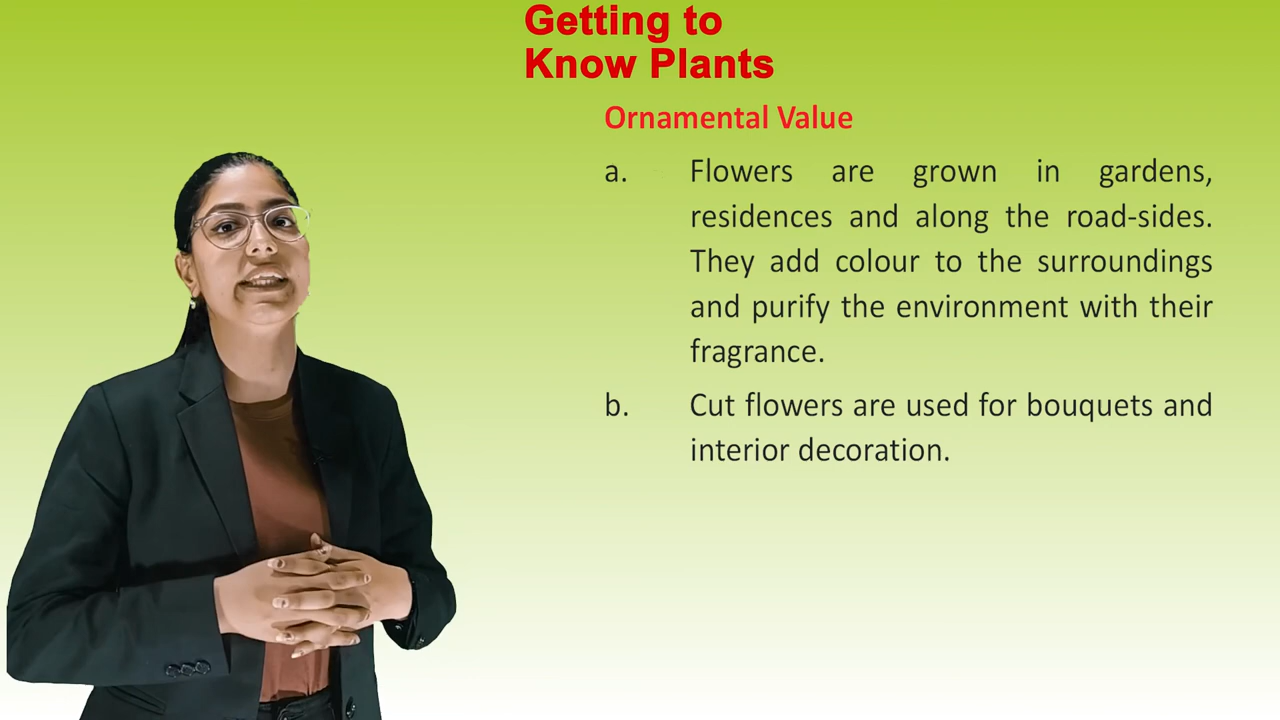 Getting to
Know Plants
Ornamental Value
a. Flowers are grown in gardens,
residences and along the road-sides.
They add colour to the surroundings
and purify the environment with their
fragrance.
b. Cut flowers are used for bouquets and
interior decoration.